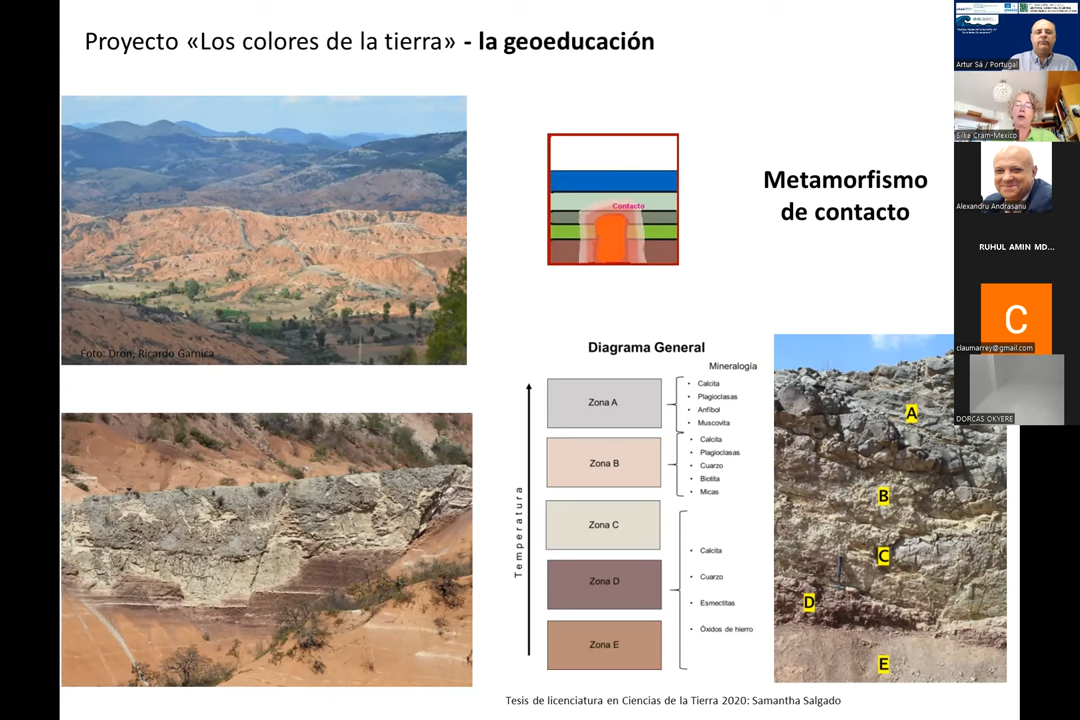 Proyecto «Los colores de la tierra» - la geoeducación
Foto: Dron, Ricardo Garnica
Contacto
Metamorfismo
de contacto
Diagrama General
Mineralogía
Temperatura
Zona A
• Calcita
• Plagioclasas
• Anfíbol
• Muscovita
Zona B
• Calcita
• Plagioclasas
• Cuarzo
• Biotita
• Micas
Zona C
Zona D
Zona E
• Calcita
• Cuarzo
• Esmectitas
• Óxidos de hierro
A
B
C
D
E
Tesis de licenciatura en Ciencias de la Tierra 2020: Samantha Salgado
Artur Sá / Portugal
Silke Cram-Mexico
Alexandru Andrasanu
RUHUL AMIN MD...
C
claumarrey@gmail.com
DORCAS OKYERE